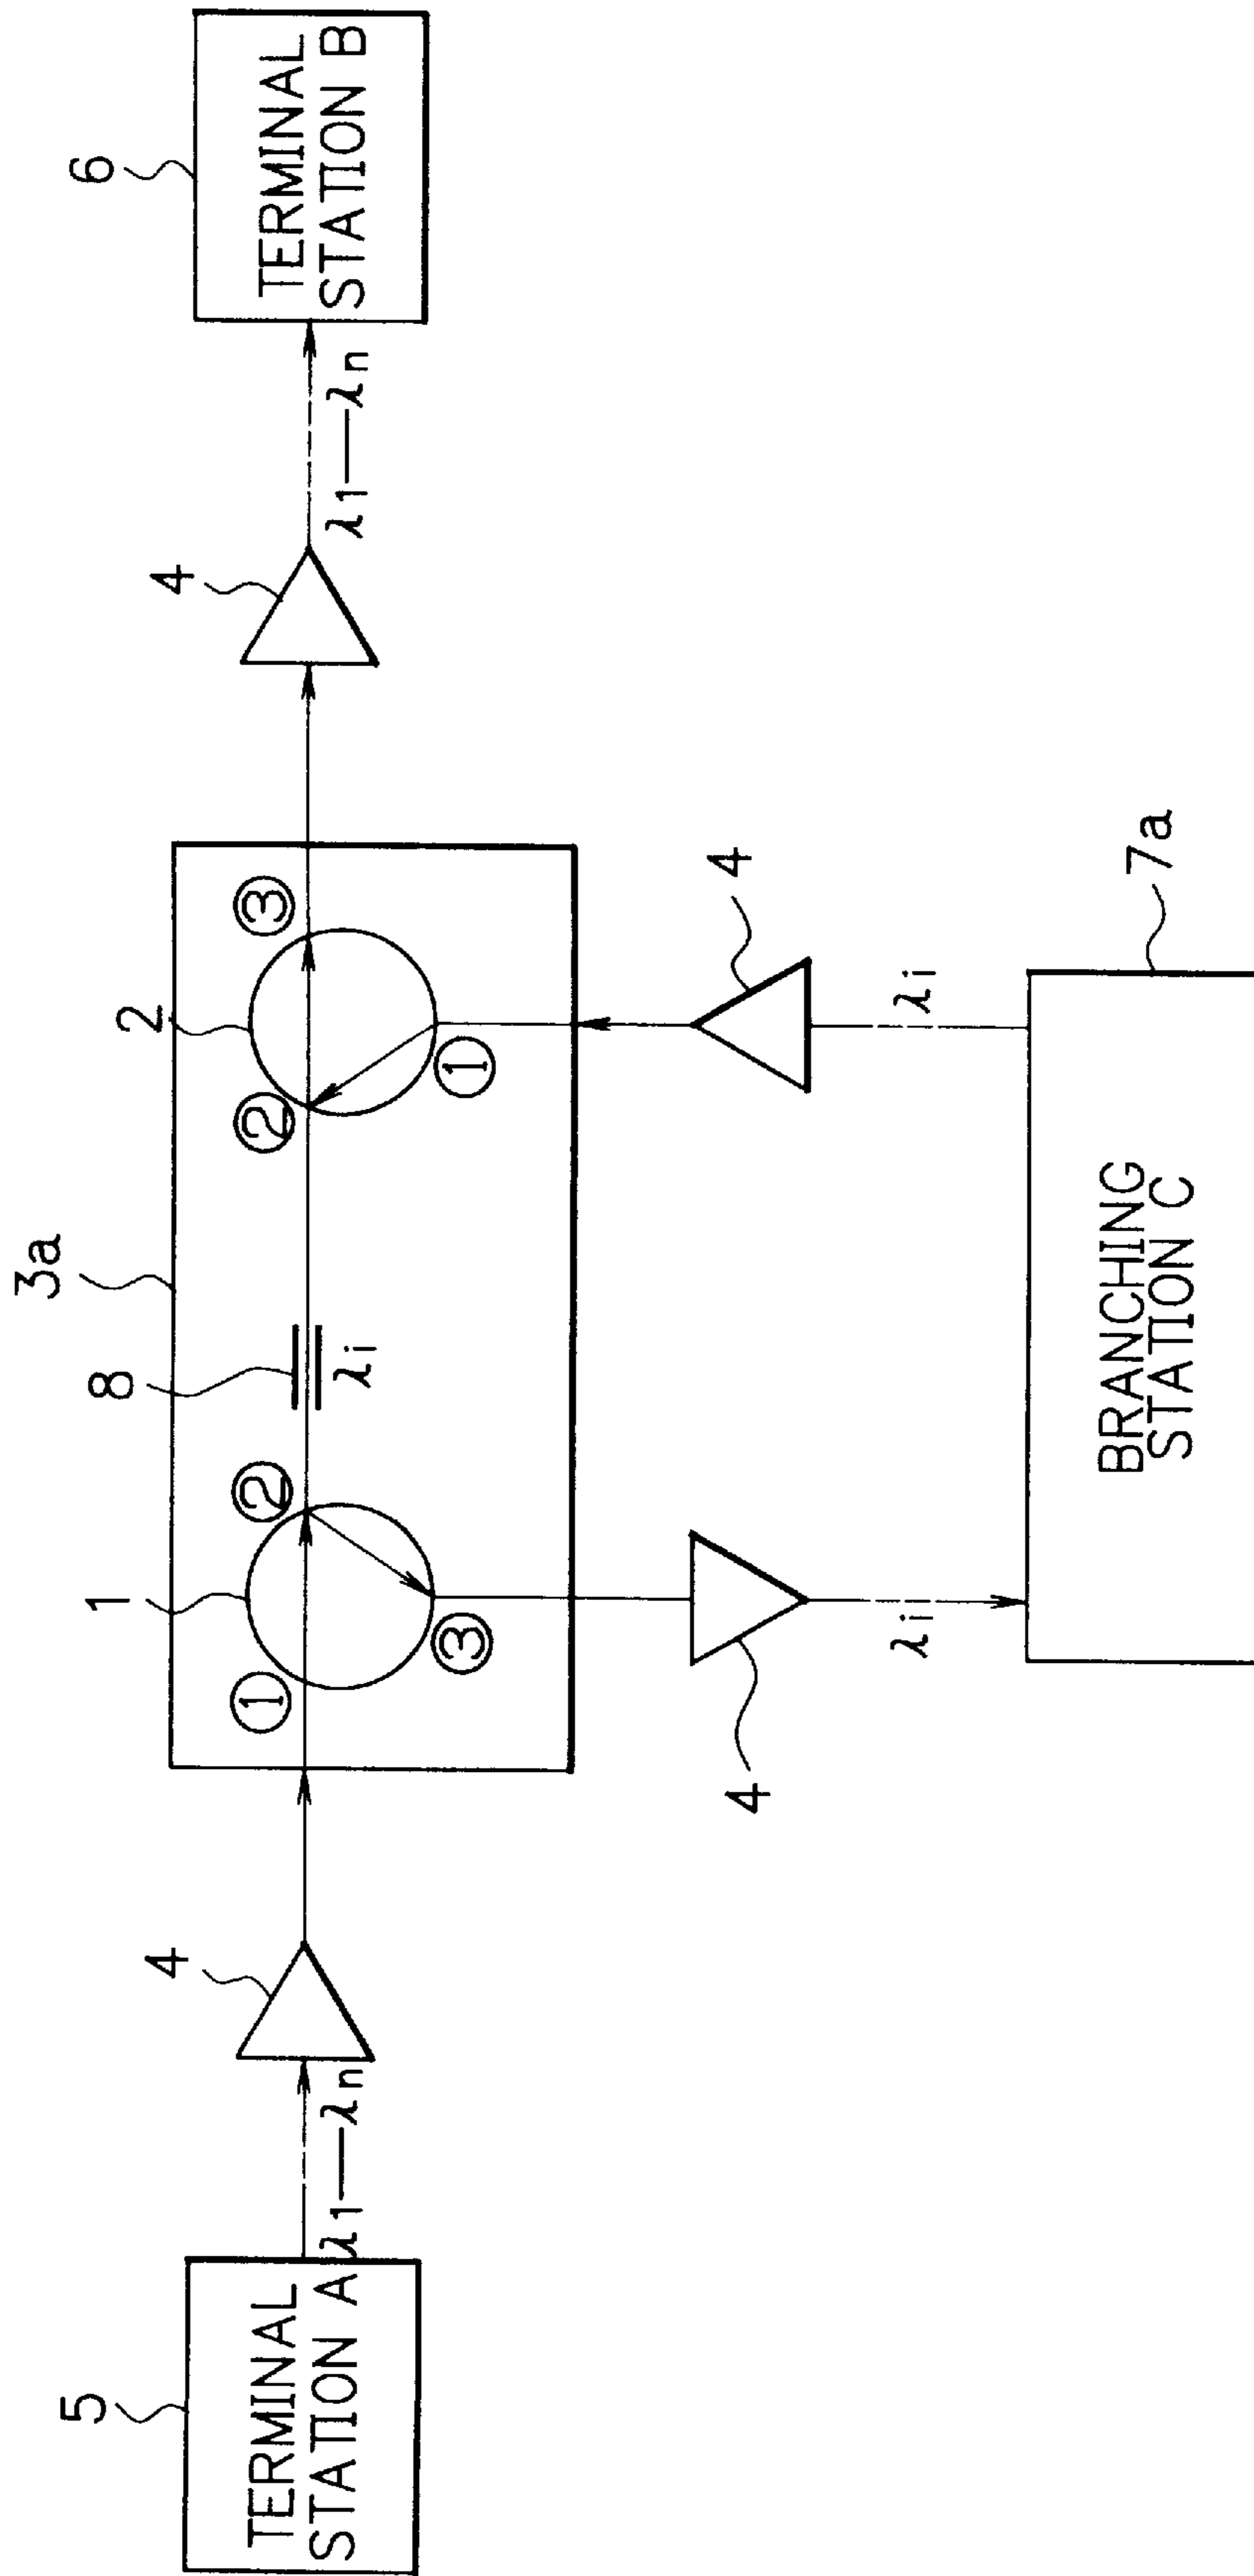 5
TERMINAL
STATION A
λ1—λn
4
3a
1
①
②
③
8
λi
2
②
③
①
4
λ1—λn
6
TERMINAL
STATION B
4
λi
4
λi
7a
BRANCHING
STATION C